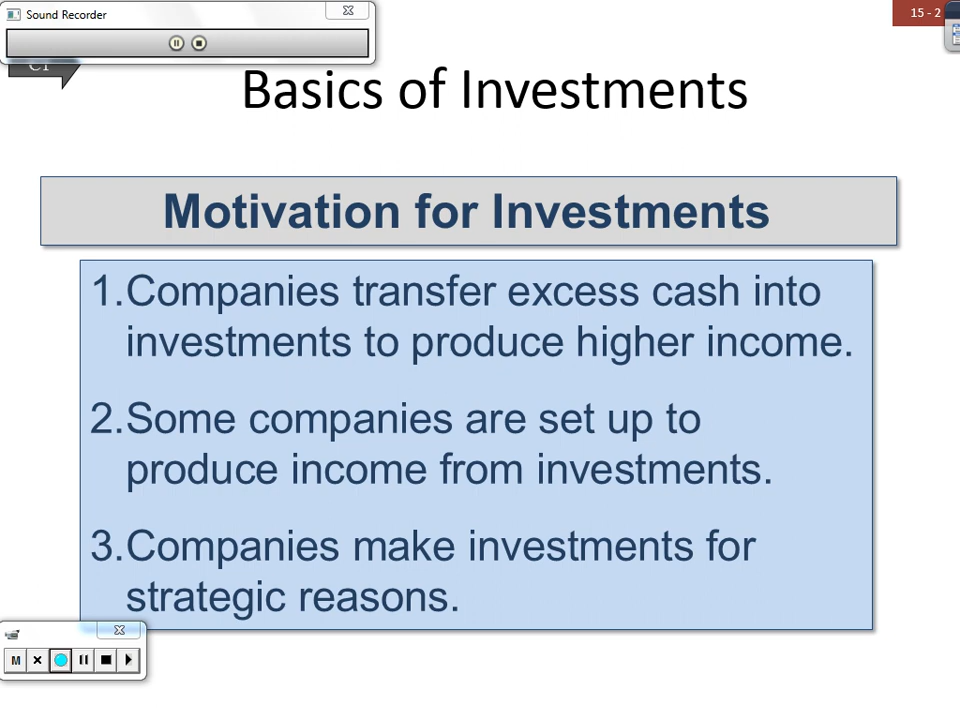 Sound Recorder
15 - 2
C1
Basics of Investments
Motivation for Investments
1.Companies transfer excess cash into
investments to produce higher income.
2.Some companies are set up to
produce income from investments.
3.Companies make investments for
strategic reasons.
M